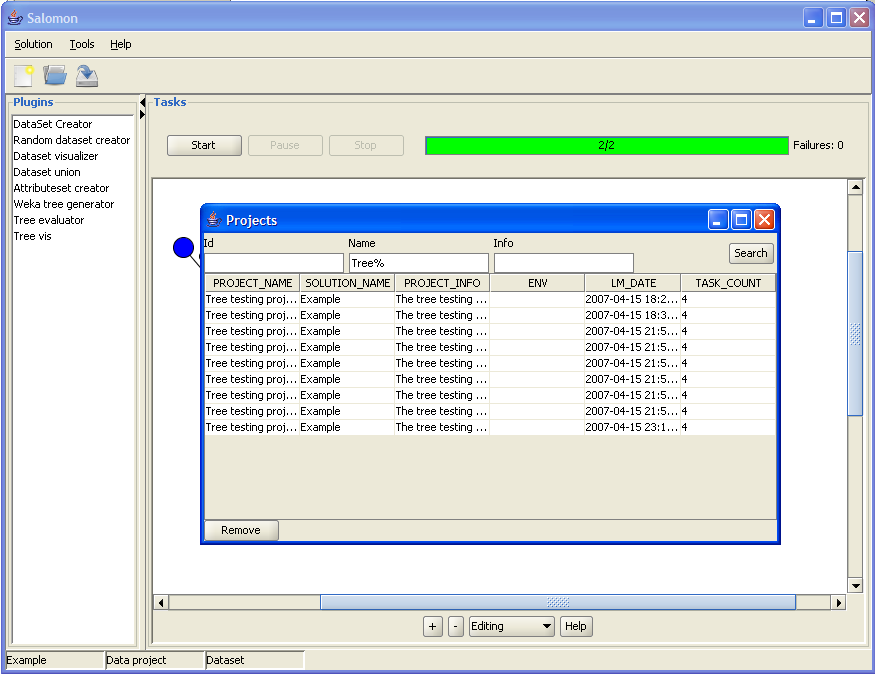 Salomon
Solution Tools Help
Plugins
DataSet Creator
Random dataset creator
Dataset visualizer
Dataset union
Attributeset creator
Weka tree generator
Tree evaluator
Tree vis
Tasks
Start Pause Stop 2/2 Failures: 0
Projects
Id Name Info
Tree% Search
PROJECT_NAME SOLUTION_NAME PROJECT_INFO ENV LM_DATE TASK_COUNT
Tree testing proj... Example The tree testing ... 2007-04-15 18:2... 4
Tree testing proj... Example The tree testing ... 2007-04-15 18:3... 4
Tree testing proj... Example The tree testing ... 2007-04-15 21:5... 4
Tree testing proj... Example The tree testing ... 2007-04-15 21:5... 4
Tree testing proj... Example The tree testing ... 2007-04-15 21:5... 4
Tree testing proj... Example The tree testing ... 2007-04-15 21:5... 4
Tree testing proj... Example The tree testing ... 2007-04-15 21:5... 4
Tree testing proj... Example The tree testing ... 2007-04-15 21:5... 4
Tree testing proj... Example The tree testing ... 2007-04-15 23:1... 4
Remove
+ - Editing Help
Example Data project Dataset